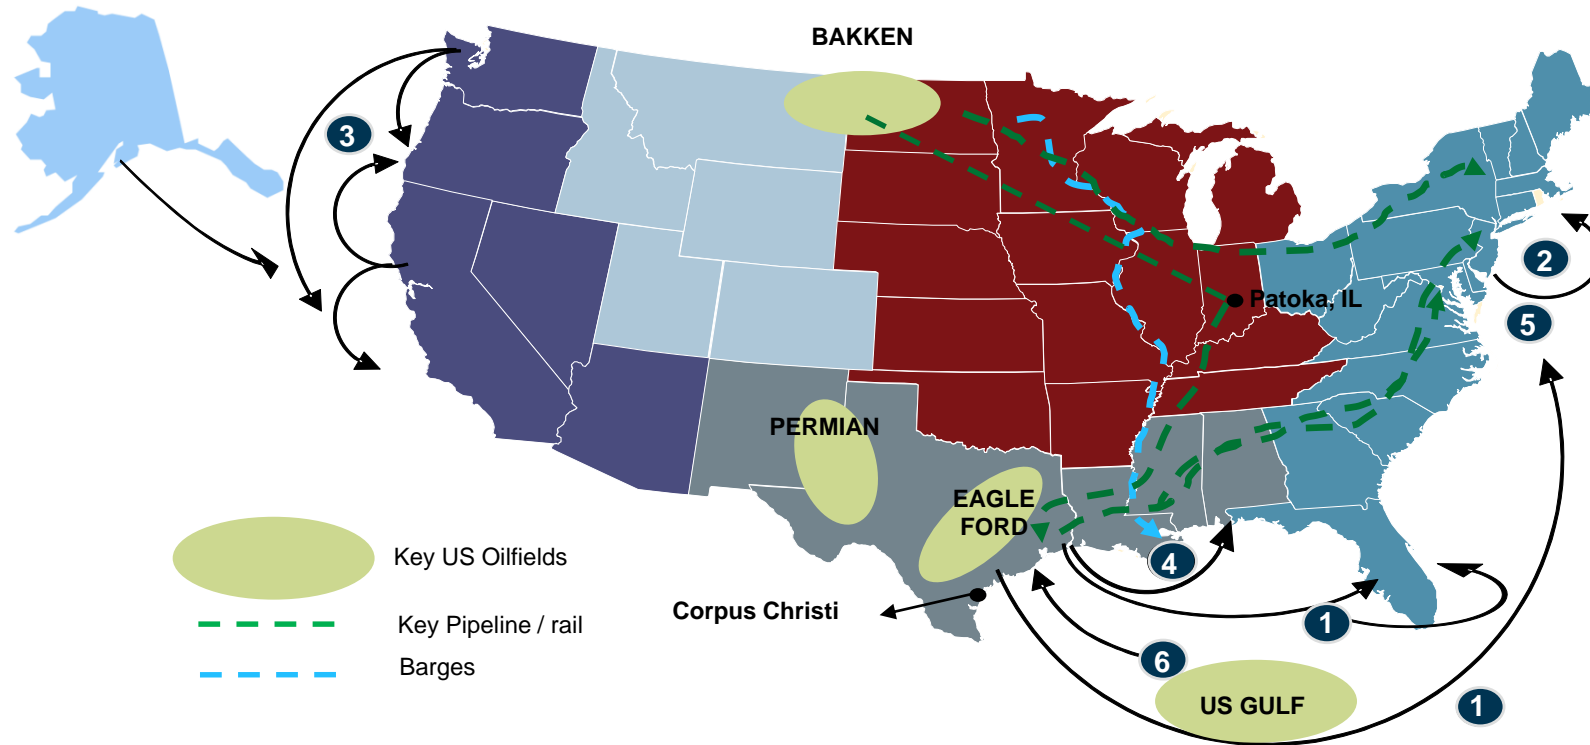 BAKKEN
3
2
Patoka, IL
5
PERMIAN
EAGLE
FORD
Key US Oilfields
4
Corpus Christi
Key Pipeline / rail
1
Barges
6
US GULF
1